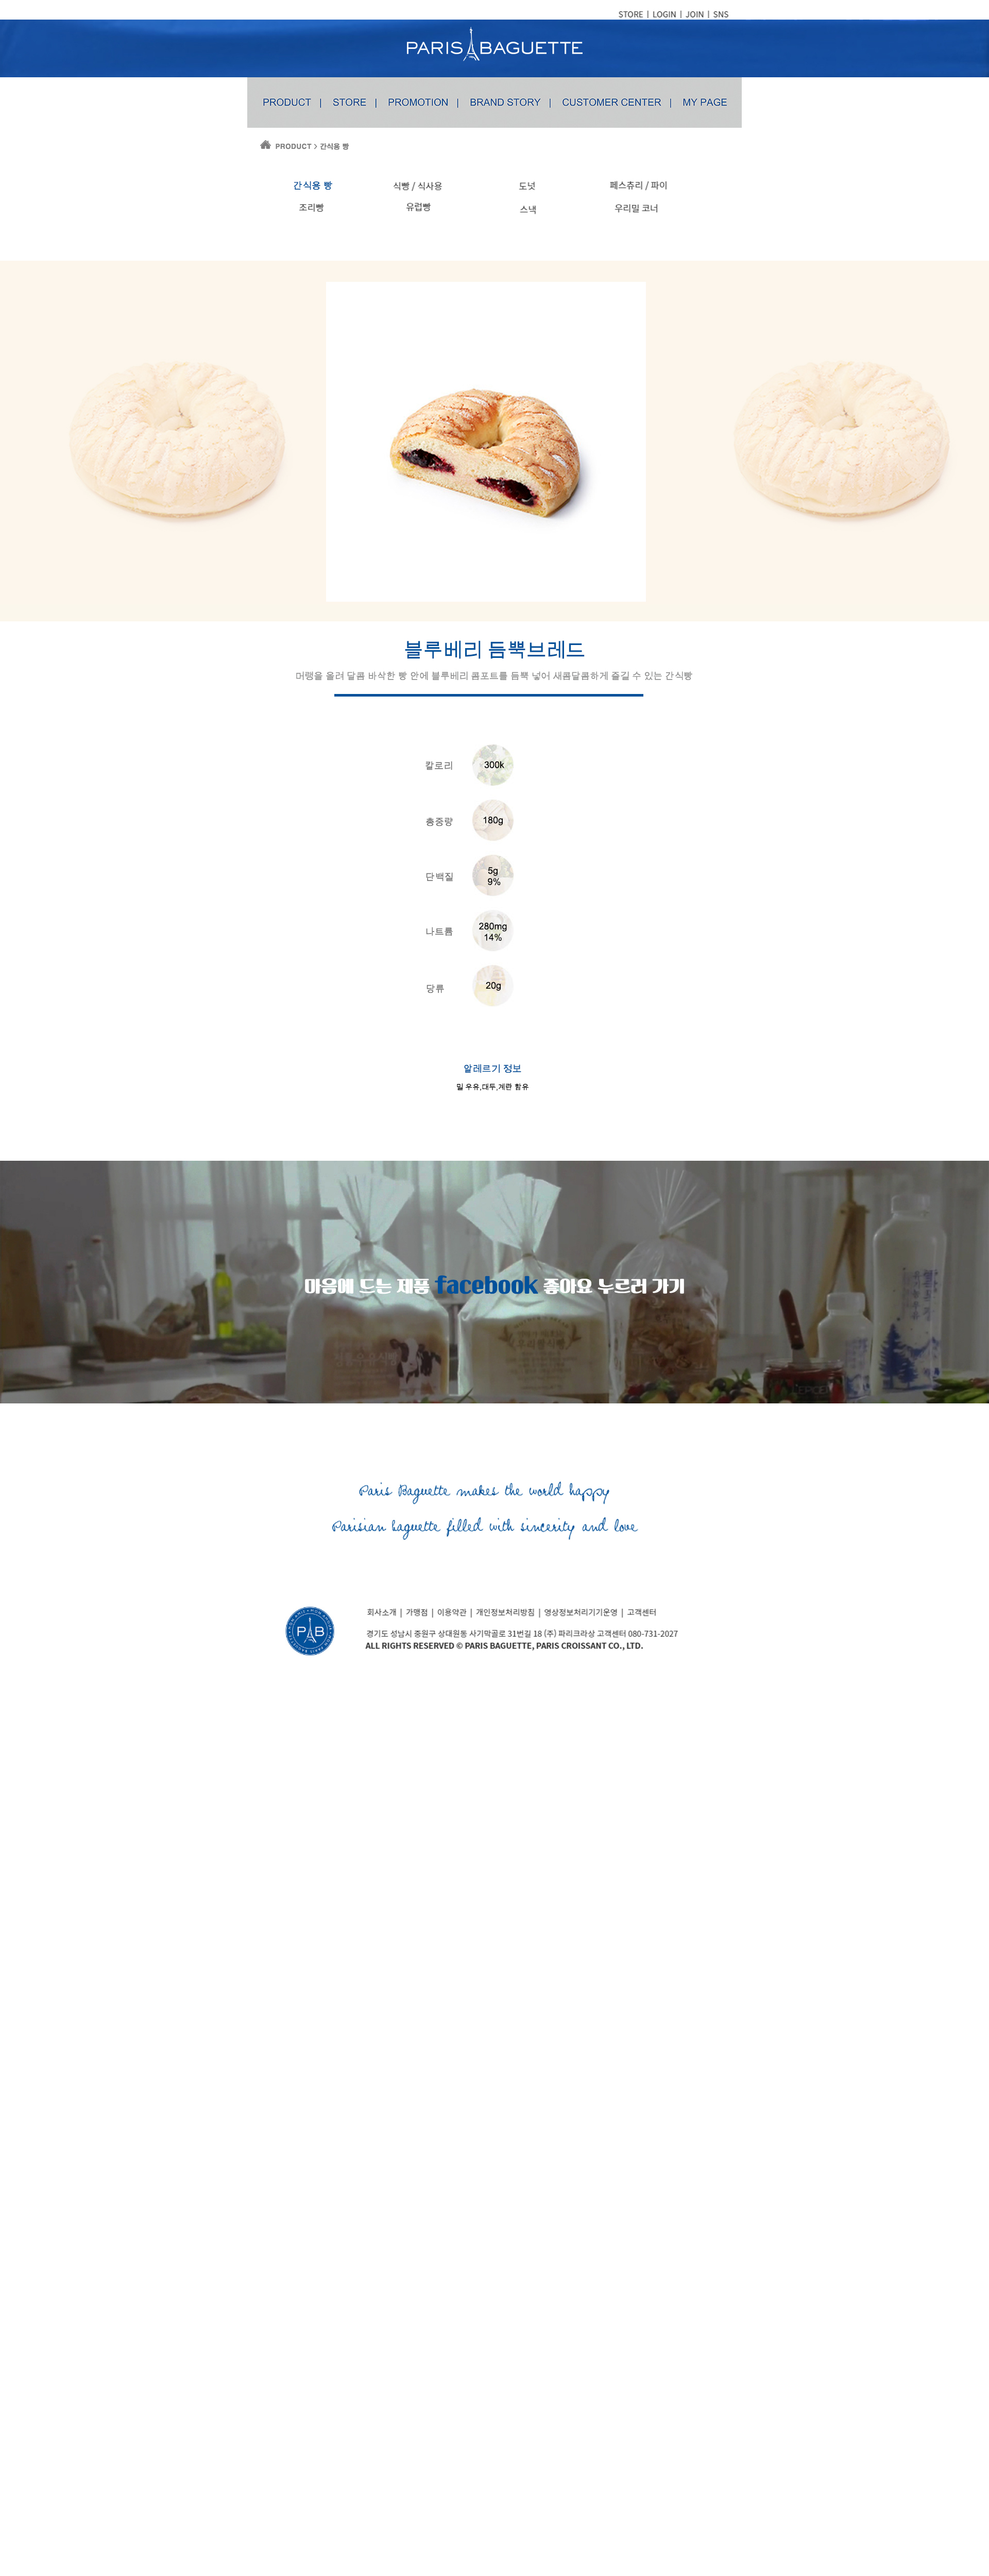 STORE | LOGIN | JOIN | SNS
PARIS BAGUETTE
PRODUCT | STORE | PROMOTION | BRAND STORY | CUSTOMER CENTER | MY PAGE
PRODUCT > 간식용 빵
간식용 빵 식빵 / 식사용 도넛 페스츄리 / 파이
조리빵 유럽빵 스낵 우리밀 코너
블루베리 듬뿍브레드
머랭을 올려 달콤 바삭한 빵 안에 블루베리 콤포트를 듬뿍 넣어 새콤달콤하게 즐길 수 있는 간식빵
칼로리 300k
총중량 180g
단백질 5g
9%
나트륨 280mg
14%
당류 20g
알레르기 정보
밀 우유,대두,계란 함유
마음에 드는 제품 facebook 좋아요 누르러 가기
Paris Baguette makes the world happy
Parisian baguette filled with sincerity and love
회사소개 | 가맹점 | 이용약관 | 개인정보처리방침 | 영상정보처리기기운영 | 고객센터
경기도 성남시 중원구 상대원동 사기막골로 31번길 18 (주) 파리크라상 고객센터 080-731-2027
ALL RIGHTS RESERVED © PARIS BAGUETTE, PARIS CROISSANT CO., LTD.
P B